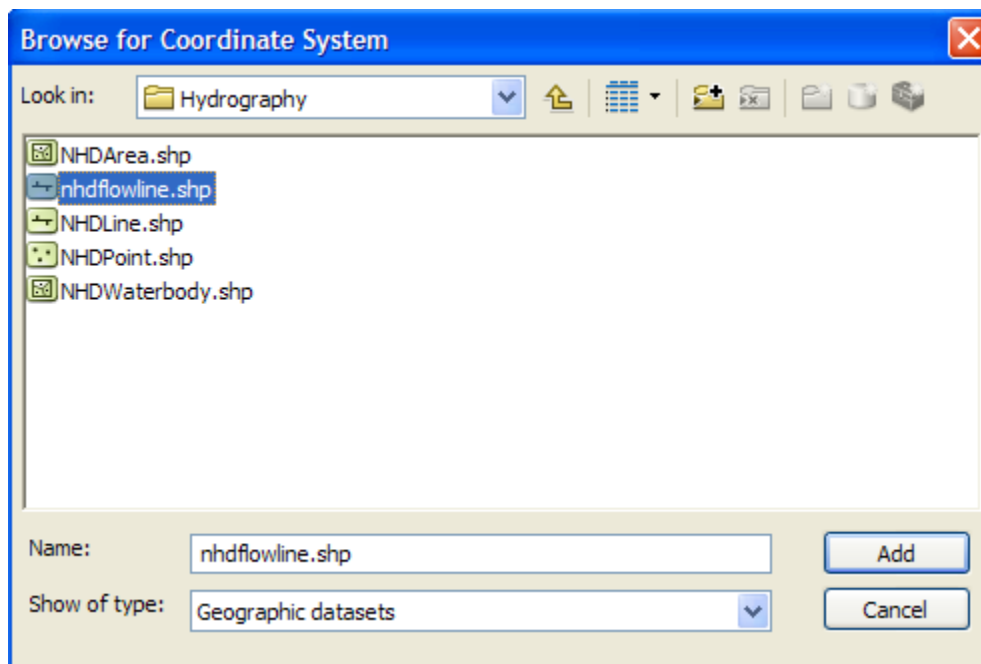 Browse for Coordinate System
Look in: Hydrography
NHDArea.shp
nhdflowline.shp
NHDLine.shp
NHDPoint.shp
NHDWaterbody.shp
Name: nhdflowline.shp Add
Show of type: Geographic datasets Cancel